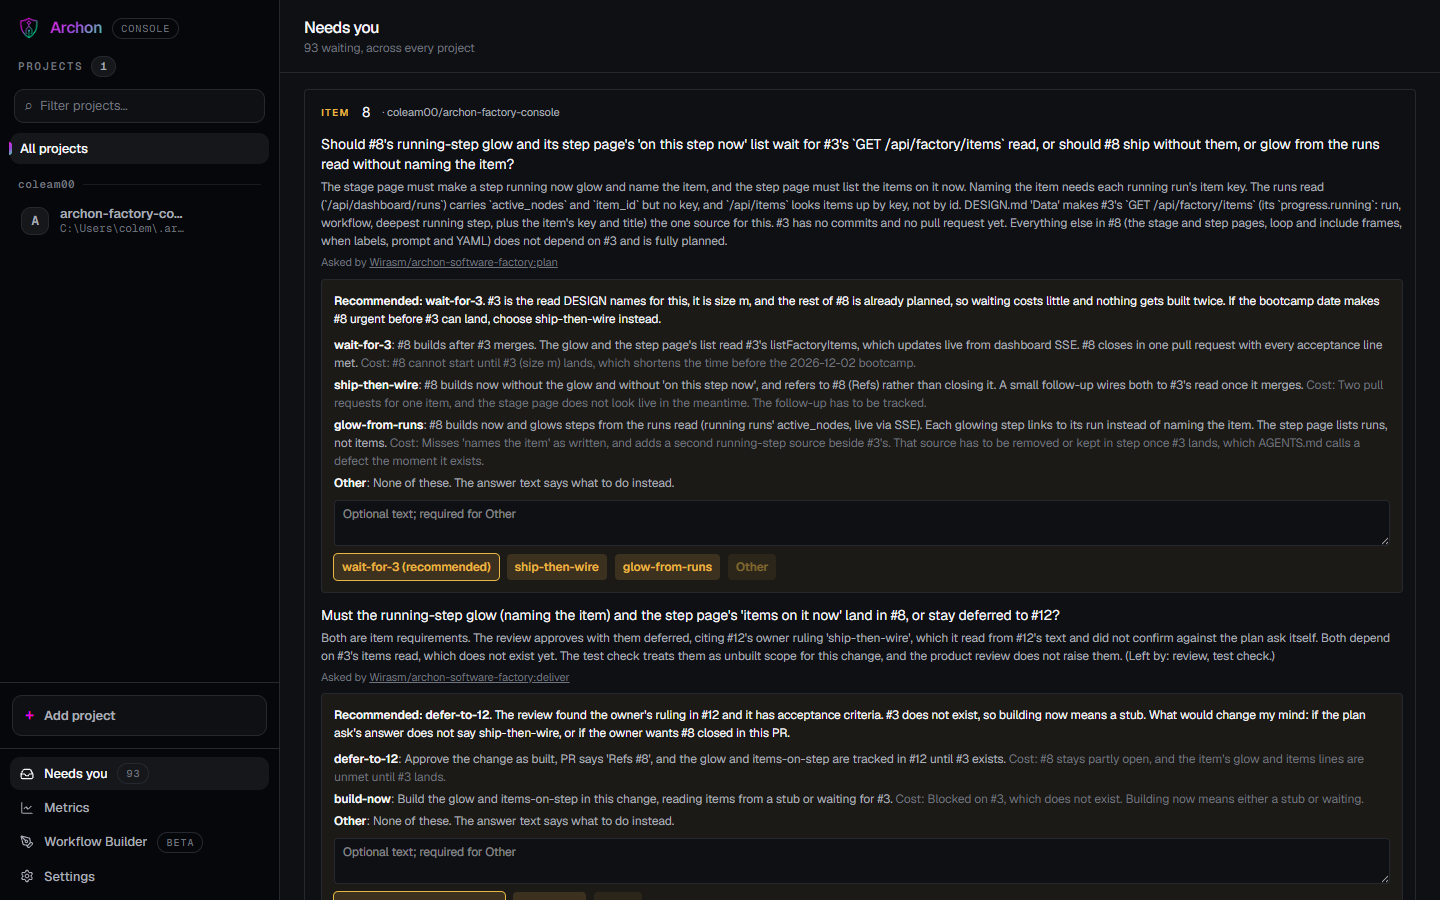 Archon CONSOLE
PROJECTS 1
Filter projects...
All projects
coleam00
A
archon-factory-co...
C:\Users\colem\.ar...
+ Add project
Needs you 93
Metrics
Workflow Builder BETA
Settings
Needs you
93 waiting, across every project
ITEM 8 · coleam00/archon-factory-console
Should #8's running-step glow and its step page's 'on this step now' list wait for #3's `GET /api/factory/items` read, or should #8 ship without them, or glow from the runs
read without naming the item?
The stage page must make a step running now glow and name the item, and the step page must list the items on it now. Naming the item needs each running run's item key. The runs read
(`/api/dashboard/runs`) carries `active_nodes` and `item_id` but no key, and `/api/items` looks items up by key, not by id. DESIGN.md 'Data' makes #3's `GET /api/factory/items` (its `progress.running`: run,
workflow, deepest running step, plus the item's key and title) the one source for this. #3 has no commits and no pull request yet. Everything else in #8 (the stage and step pages, loop and include frames,
when labels, prompt and YAML) does not depend on #3 and is fully planned.
Asked by Wirasm/archon-software-factory:plan
Recommended: wait-for-3. #3 is the read DESIGN names for this, it is size m, and the rest of #8 is already planned, so waiting costs little and nothing gets built twice. If the bootcamp date makes
#8 urgent before #3 can land, choose ship-then-wire instead.
wait-for-3: #8 builds after #3 merges. The glow and the step page's list read #3's listFactoryItems, which updates live from dashboard SSE. #8 closes in one pull request with every acceptance line
met. Cost: #8 cannot start until #3 (size m) lands, which shortens the time before the 2026-12-02 bootcamp.
ship-then-wire: #8 builds now without the glow and without 'on this step now', and refers to #8 (Refs) rather than closing it. A small follow-up wires both to #3's read once it merges. Cost: Two pull
requests for one item, and the stage page does not look live in the meantime. The follow-up has to be tracked.
glow-from-runs: #8 builds now and glows steps from the runs read (running runs' active_nodes, live via SSE). Each glowing step links to its run instead of naming the item. The step page lists runs,
not items. Cost: Misses 'names the item' as written, and adds a second running-step source beside #3's. That source has to be removed or kept in step once #3 lands, which AGENTS.md calls a
defect the moment it exists.
Other: None of these. The answer text says what to do instead.
Optional text; required for Other
wait-for-3 (recommended) ship-then-wire glow-from-runs Other
Must the running-step glow (naming the item) and the step page's 'items on it now' land in #8, or stay deferred to #12?
Both are item requirements. The review approves with them deferred, citing #12's owner ruling 'ship-then-wire', which it read from #12's text and did not confirm against the plan ask itself. Both depend
on #3's items read, which does not exist yet. The test check treats them as unbuilt scope for this change, and the product review does not raise them. (Left by: review, test check.)
Asked by Wirasm/archon-software-factory:deliver
Recommended: defer-to-12. The review found the owner's ruling in #12 and it has acceptance criteria. #3 does not exist, so building now means a stub. What would change my mind: if the plan
ask's answer does not say ship-then-wire, or if the owner wants #8 closed in this PR.
defer-to-12: Approve the change as built, PR says 'Refs #8', and the glow and items-on-step are tracked in #12 until #3 exists. Cost: #8 stays partly open, and the item's glow and items lines are
unmet until #3 lands.
build-now: Build the glow and items-on-step in this change, reading items from a stub or waiting for #3. Cost: Blocked on #3, which does not exist. Building now means either a stub or waiting.
Other: None of these. The answer text says what to do instead.
Optional text; required for Other